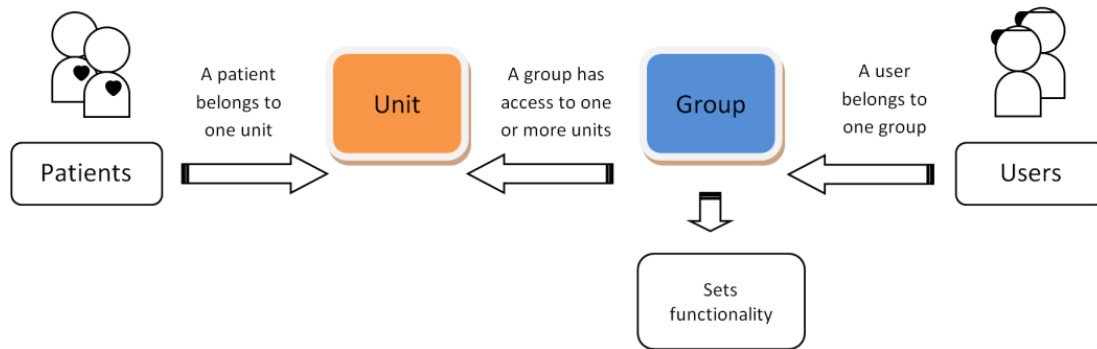 A patient
belongs to
one unit
Unit
A group has
access to one
or more units
Group
A user
belongs to
one group
Patients
Users
Sets
functionality